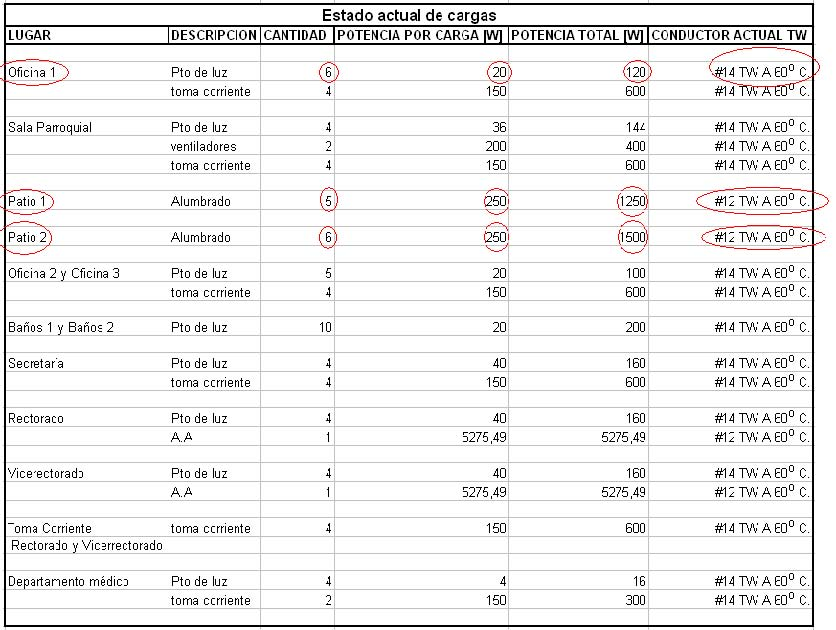 Estado actual de cargas
LUGAR DESCRIPCION CANTIDAD POTENCIA POR CARGA [W] POTENCIA TOTAL [W] CONDUCTOR ACTUAL TW
Oficina 1 Pto de luz 6 20 120 #14 TW A 60⁰ C.
toma corriente 4 150 600 #14 TW A 60⁰ C.
Sala Parroquial Pto de luz 4 36 144 #14 TW A 60⁰ C.
ventiladores 2 200 400 #14 TW A 60⁰ C.
toma corriente 4 150 600 #14 TW A 60⁰ C.
Patio 1 Alumbrado 5 250 1250 #12 TW A 60⁰ C.
Patio 2 Alumbrado 6 250 1500 #12 TW A 60⁰ C.
Oficina 2 y Oficina 3 Pto de luz 5 20 100 #14 TW A 60⁰ C.
toma corriente 4 150 600 #14 TW A 60⁰ C.
Baños 1 y Baños 2 Pto de luz 10 20 200 #14 TW A 60⁰ C.
Secretaría Pto de luz 4 40 160 #14 TW A 60⁰ C.
toma corriente 4 150 600 #14 TW A 60⁰ C.
Rectorado Pto de luz 4 40 160 #14 TW A 60⁰ C.
A.A 1 5275,49 5275,49 #12 TW A 60⁰ C.
Vicerectorado Pto de luz 4 40 160 #14 TW A 60⁰ C.
A.A 1 5275,49 5275,49 #12 TW A 60⁰ C.
Toma Corriente toma corriente 4 150 600 #14 TW A 60⁰ C.
Rectorado y Vicerrectorado
Departamento médico Pto de luz 4 4 16 #14 TW A 60⁰ C.
toma corriente 2 150 300 #14 TW A 60⁰ C.